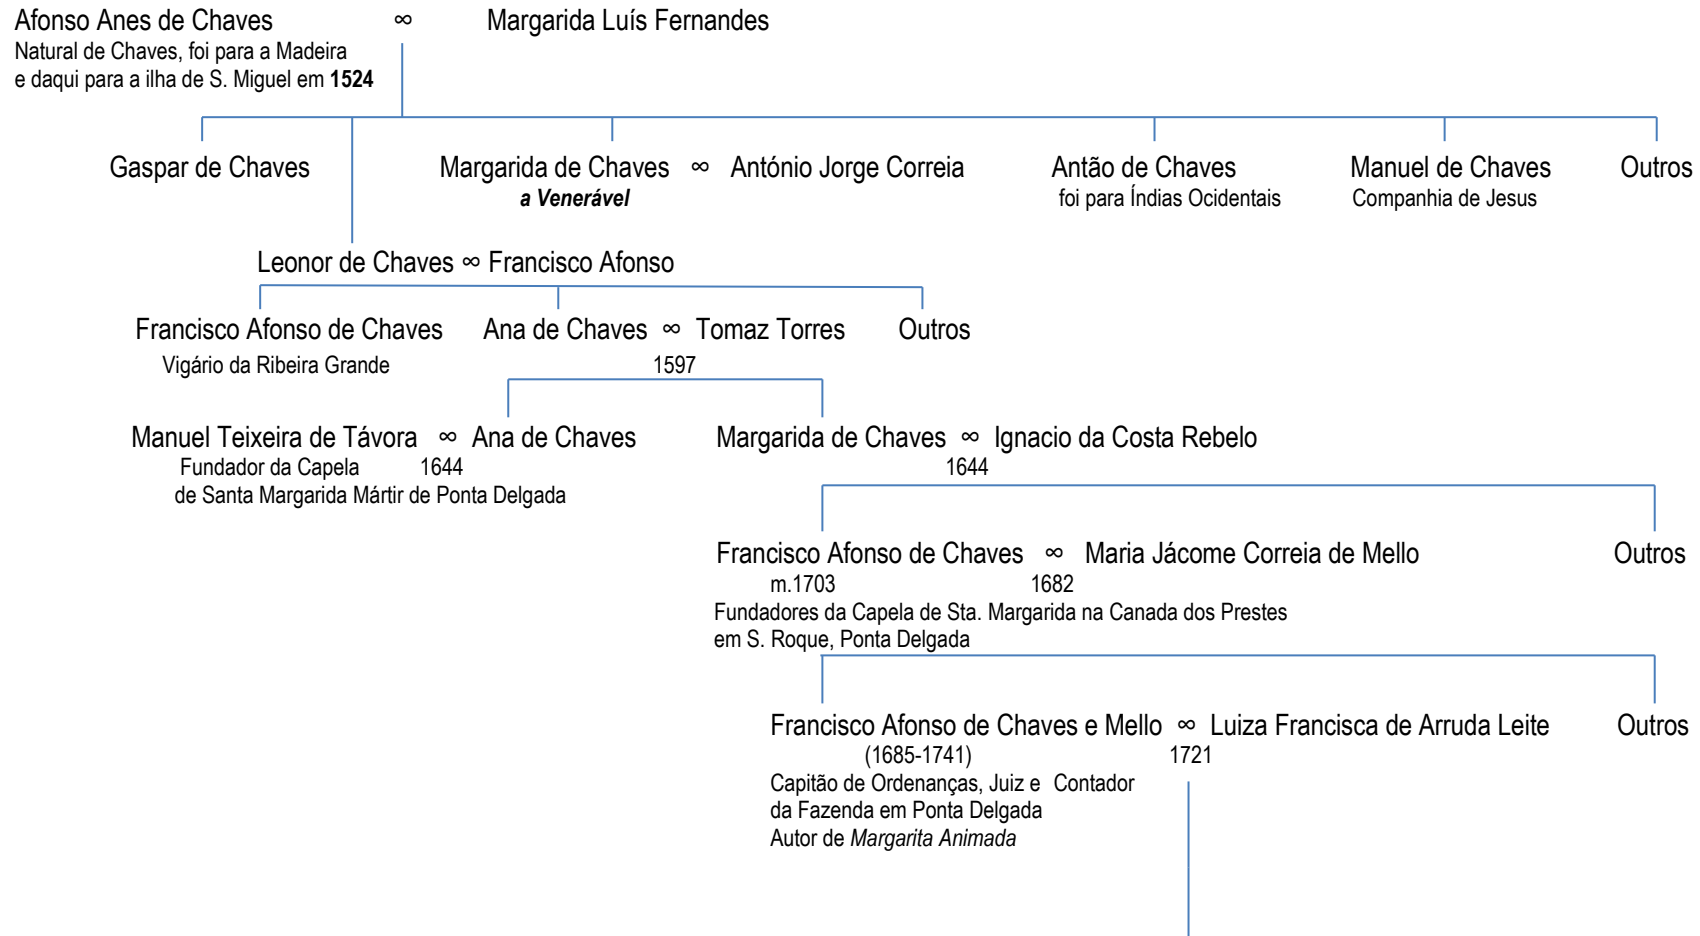 Afonso Anes de Chaves ∞ Margarida Luís Fernandes
Natural de Chaves, foi para a Madeira
e daqui para a ilha de S. Miguel em 1524
Gaspar de Chaves Margarida de Chaves ∞ António Jorge Correia Antão de Chaves Manuel de Chaves Outros
a Venerável foi para Índias Ocidentais Companhia de Jesus
Leonor de Chaves ∞ Francisco Afonso
Francisco Afonso de Chaves Ana de Chaves ∞ Tomaz Torres Outros
Vigário da Ribeira Grande 1597
Manuel Teixeira de Távora ∞ Ana de Chaves Margarida de Chaves ∞ Ignacio da Costa Rebelo
Fundador da Capela 1644 1644
de Santa Margarida Mártir de Ponta Delgada
Francisco Afonso de Chaves ∞ Maria Jácome Correia de Mello Outros
m.1703 1682
Fundadores da Capela de Sta. Margarida na Canada dos Prestes
em S. Roque, Ponta Delgada
Francisco Afonso de Chaves e Mello ∞ Luiza Francisca de Arruda Leite Outros
(1685-1741) 1721
Capitão de Ordenanças, Juiz e Contador
da Fazenda em Ponta Delgada
Autor de Margarita Animada